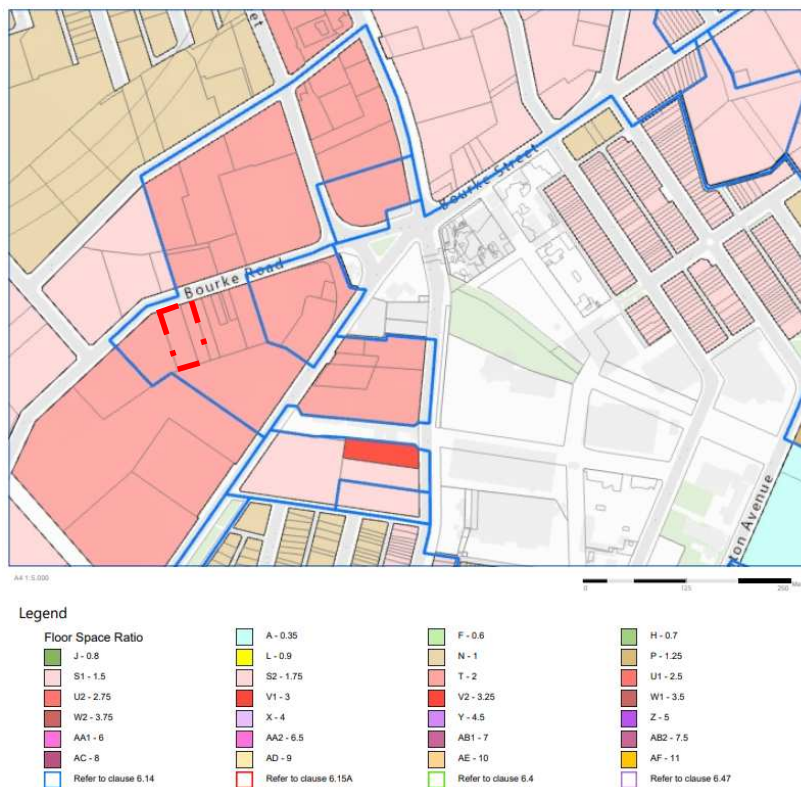 et
Bourke Street
Bourke Road
ton Avenue
A4 1:5,000
0 125 250
Legend
Floor Space Ratio
A - 0.35
F - 0.6
H - 0.7
J - 0.8
L - 0.9
N - 1
P - 1.25
S1 - 1.5
S2 - 1.75
T - 2
U1 - 2.5
U2 - 2.75
V1 - 3
V2 - 3.25
W1 - 3.5
W2 - 3.75
X - 4
Y - 4.5
Z - 5
AA1 - 6
AA2 - 6.5
AB1 - 7
AB2 - 7.5
AC - 8
AD - 9
AE - 10
AF - 11
Refer to clause 6.14
Refer to clause 6.15A
Refer to clause 6.4
Refer to clause 6.47